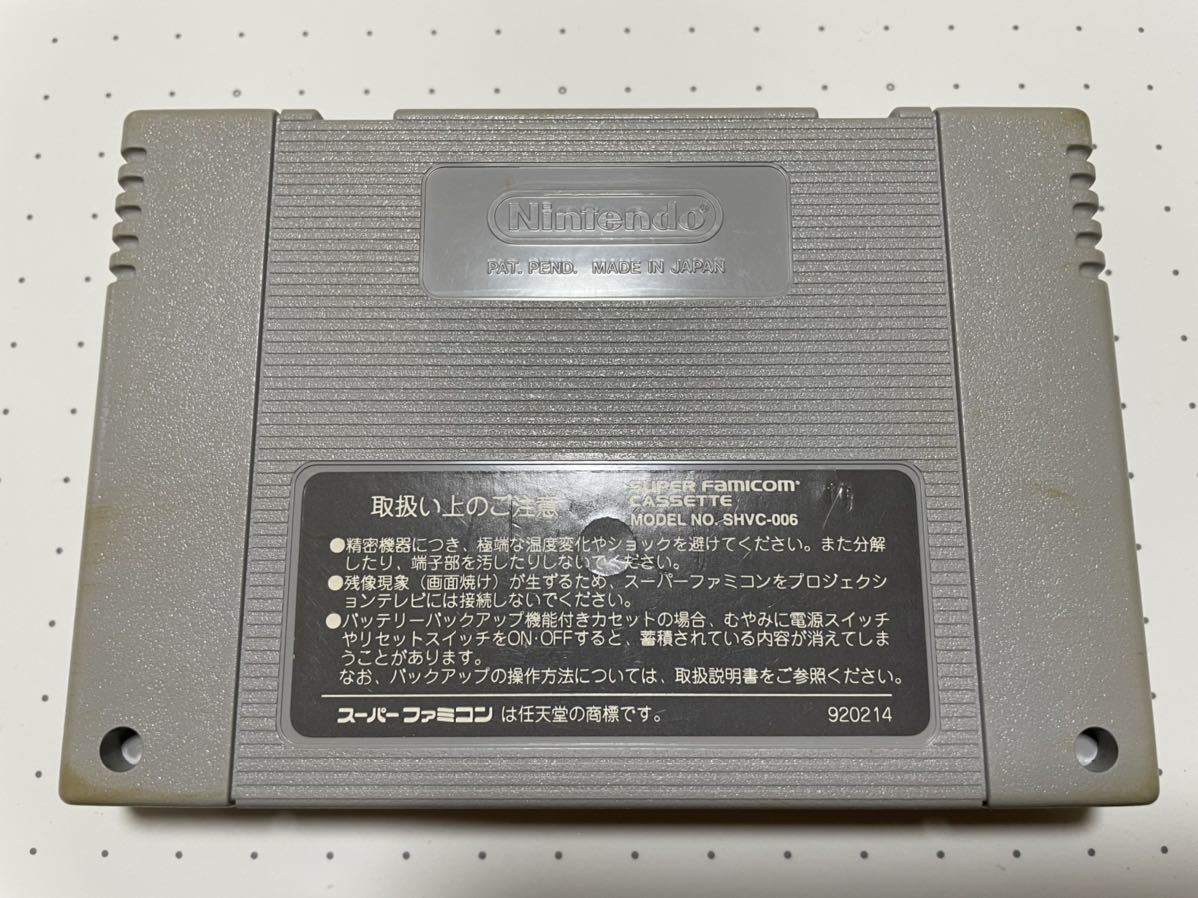 Nintendo®
PAT. PEND. MADE IN JAPAN
取扱い上のご注意
SUPER FAMICOM®
CASSETTE
MODEL NO. SHVC-006
●精密機器につき、極端な温度変化やショックを避けてください。また分解
したり、端子部を汚したりしないでください。
●残像現象（画面焼け）が生ずるため、スーパーファミコンをプロジェクシ
ョンテレビには接続しないでください。
●バッテリーバックアップ機能付きカセットの場合、むやみに電源スイッチ
やリセットスイッチをON・OFFすると、蓄積されている内容が消えてしま
うことがあります。
なお、バックアップの操作方法については、取扱説明書をご参照ください。
スーパーファミコンは任天堂の商標です。
920214